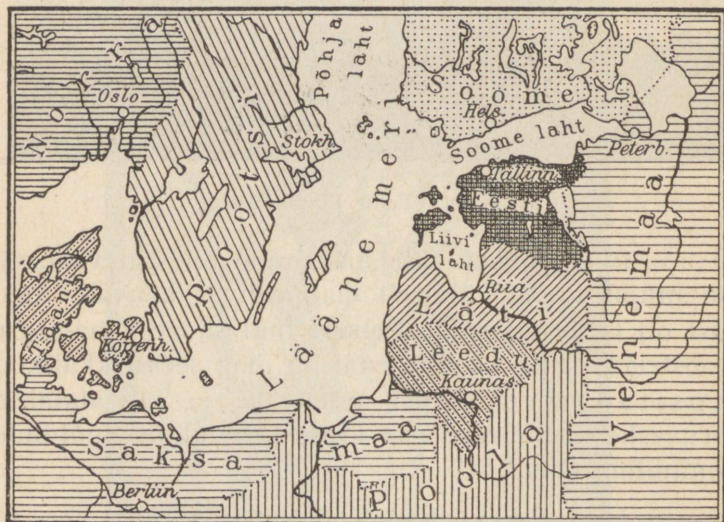 Norra
Oslo
Rootsi
Stokh.
Põhja
laht
Soome
Hels.
Soome laht
Peterb.
Tallinn
Eesti
Liivi
laht
Läänemeri
Riia
Läti
Leedu
Kaunas
Venemaa
Taani
Kopenh.
Saksamaa
Berliin
Poola